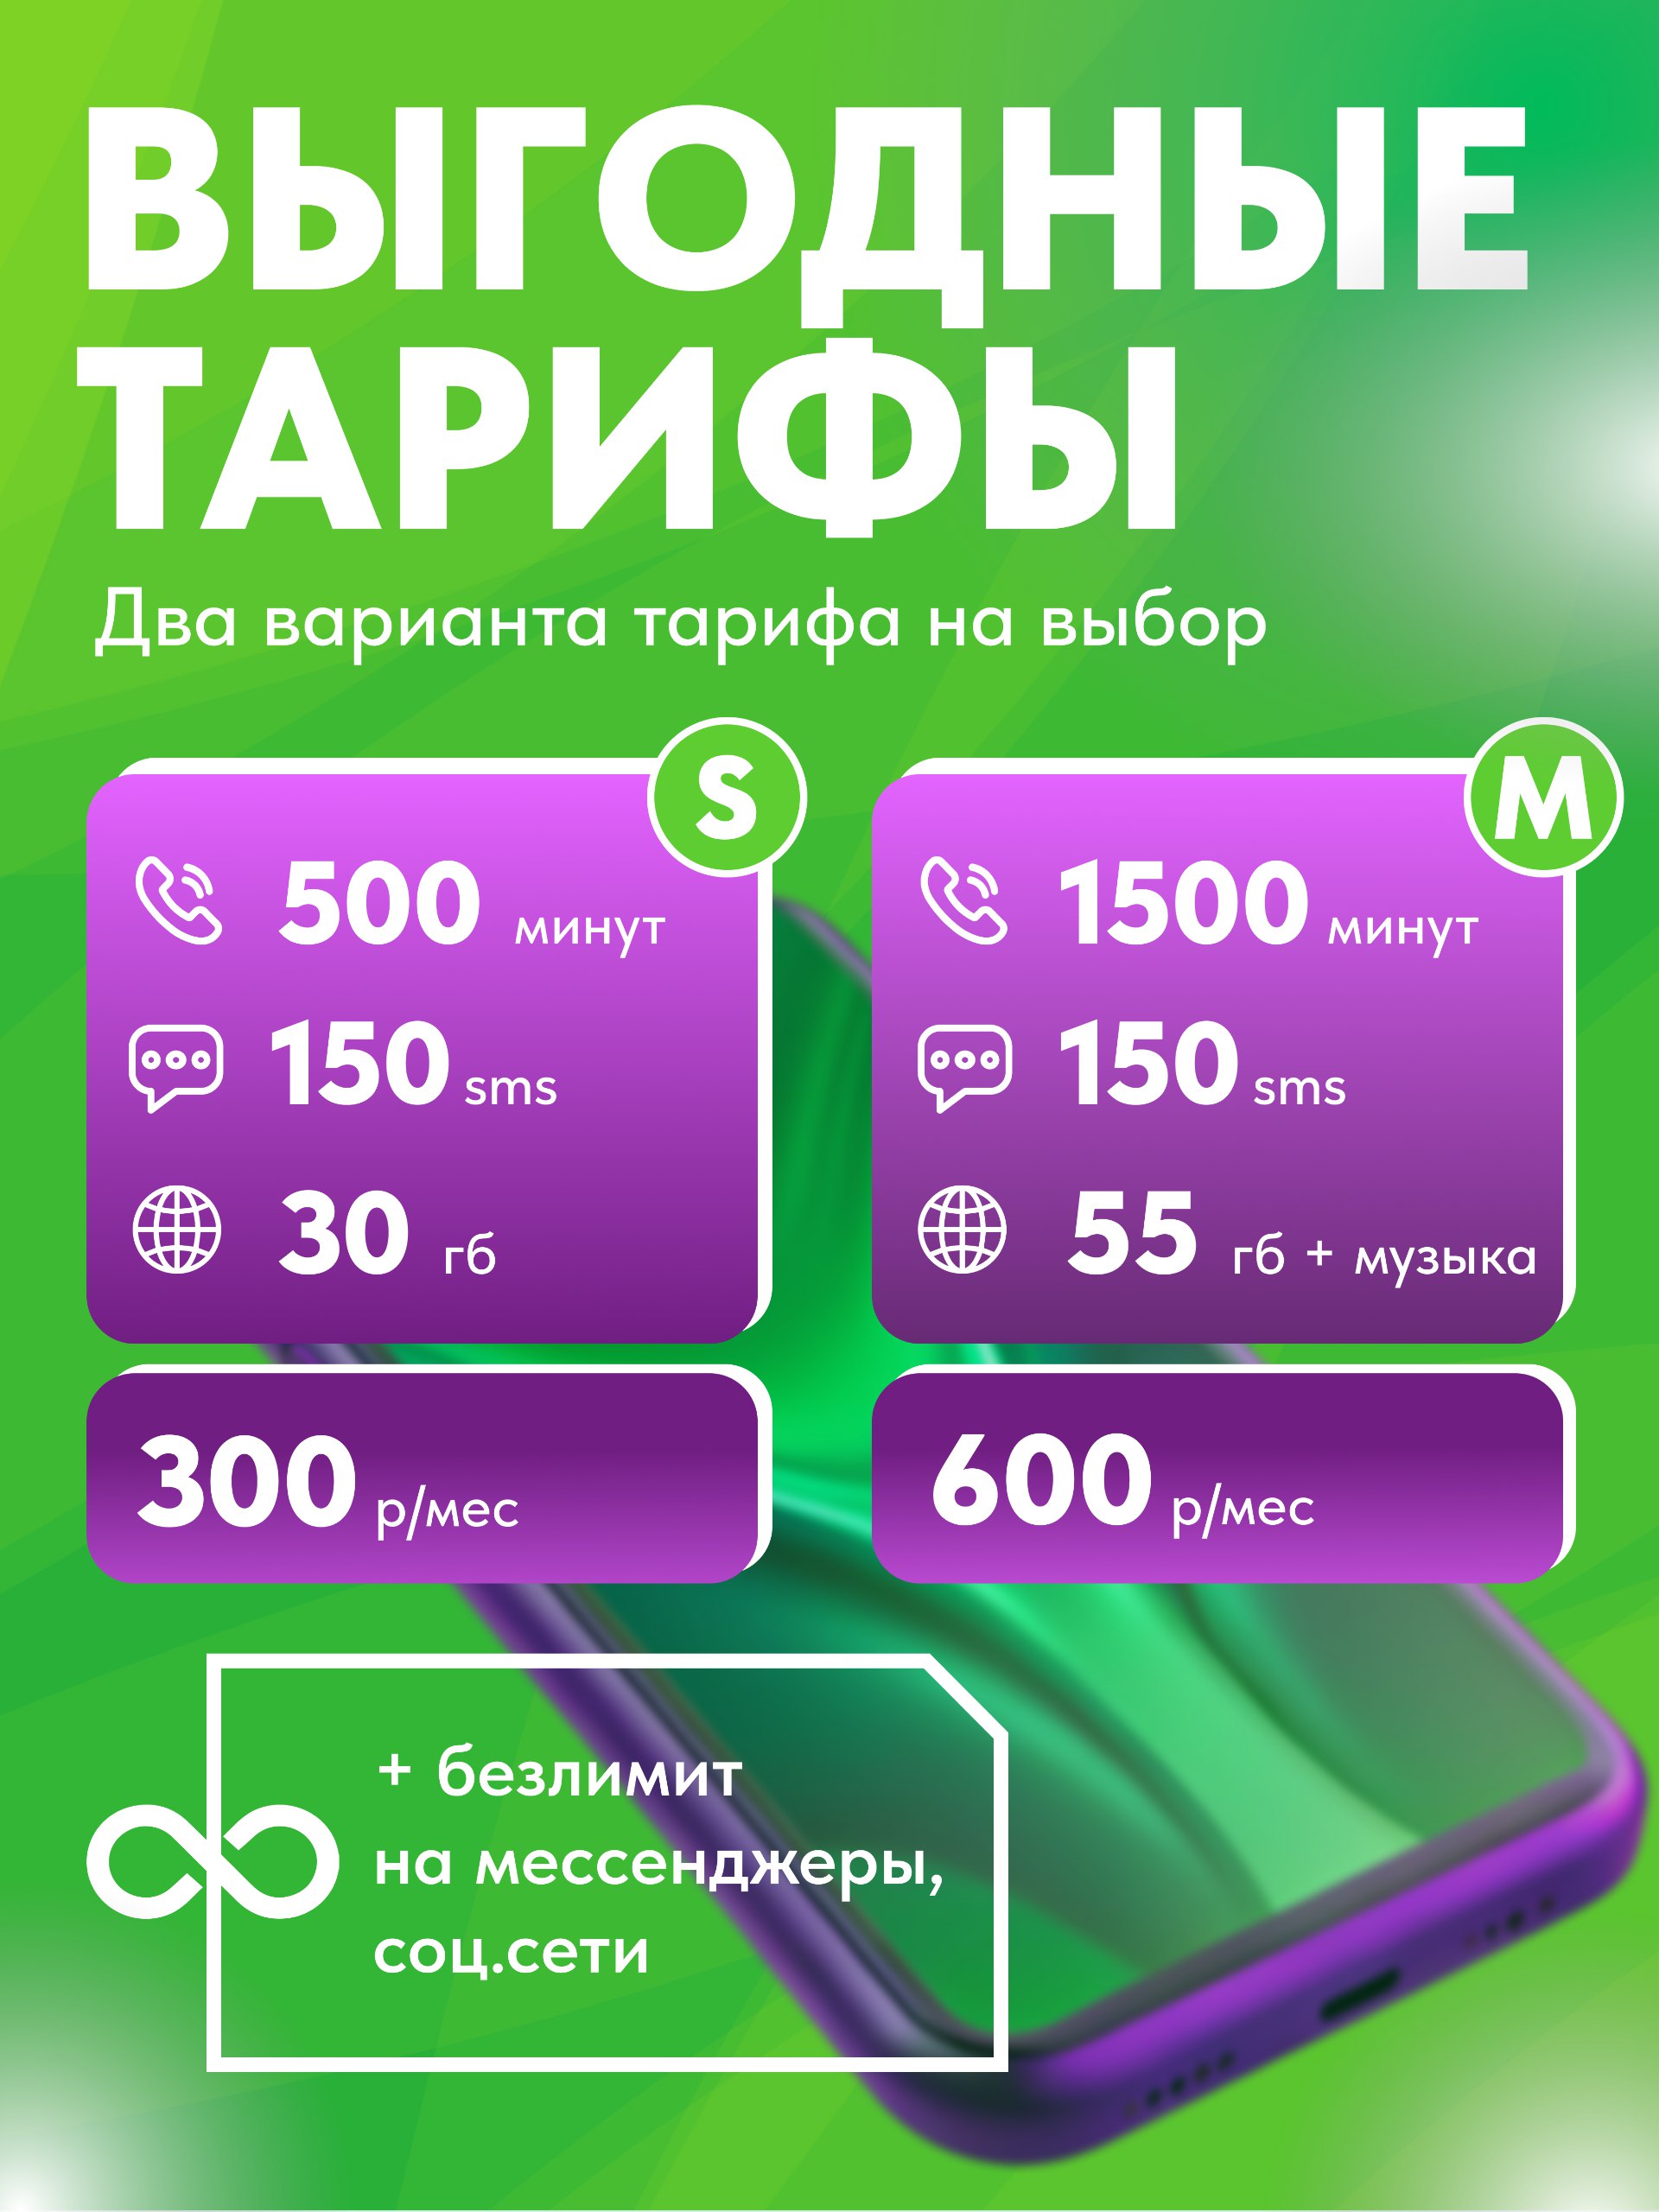 ВЫГОДНЫЕ
ТАРИФЫ
Два варианта тарифа на выбор
S
500 минут
150 sms
30 гб
300 р/мес
M
1500 минут
150 sms
55 гб + музыка
600 р/мес
+ безлимит
на мессенджеры,
соц.сети